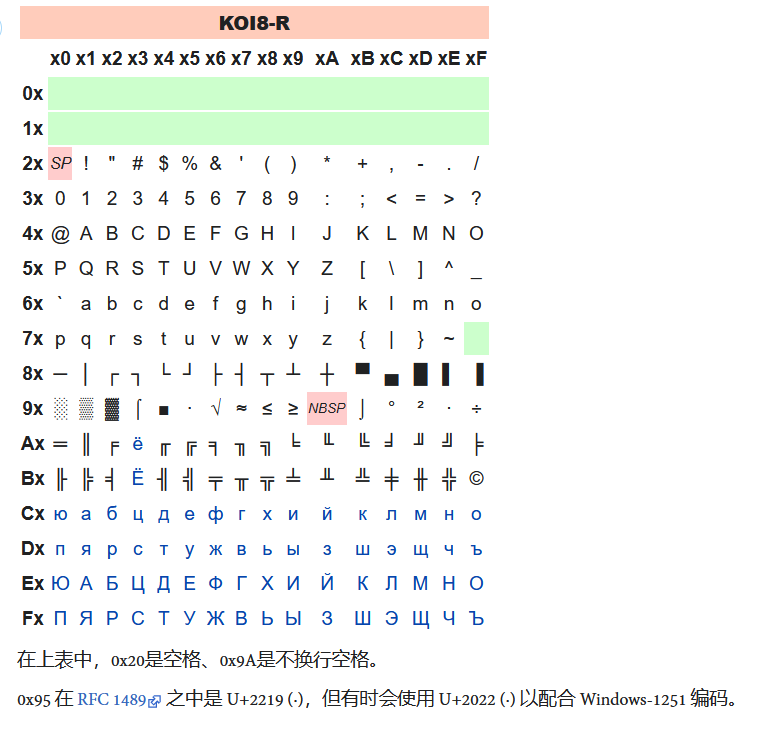 KOI8-R
x0 x1 x2 x3 x4 x5 x6 x7 x8 x9 xA xB xC xD xE xF
0x
1x
2x SP ! " # $ % & ' ( ) * + , - . /
3x 0 1 2 3 4 5 6 7 8 9 : ; < = > ?
4x @ A B C D E F G H I J K L M N O
5x P Q R S T U V W X Y Z [ \ ] ^ _
6x ` a b c d e f g h i j k l m n o
7x p q r s t u v w x y z { | } ~
8x ─ │ ┌ ┐ └ ┘ ├ ┤ ┬ ┴ ┼ ▀ ▄ █ ▌ ▐
9x ░ ▒ ▓ ⌠ ■ ∙ √ ≈ ≤ ≥ NBSP ⌡ ° ² · ÷
Ax ═ ║ ╒ ё ╓ ╔ ╕ ╖ ╗ ╘ ╙ ╚ ╛ ╜ ╝ ╞
Bx ╟ ╠ ╡ Ё ╢ ╣ ╤ ╥ ╦ ╧ ╨ ╩ ╪ ╫ ╬ ©
Cx ю а б ц д е ф г х и й к л м н о
Dx п я р с т у ж в ь ы з ш э щ ч ъ
Ex Ю А Б Ц Д Е Ф Г Х И Й К Л М Н О
Fx П Я Р С Т У Ж В Ь Ы З Ш Э Щ Ч Ъ
在上表中，0x20是空格、0x9A是不换行空格。
0x95 在 RFC 1489 之中是 U+2219 (∙)，但有时会使用 U+2022 (·) 以配合 Windows-1251 编码。